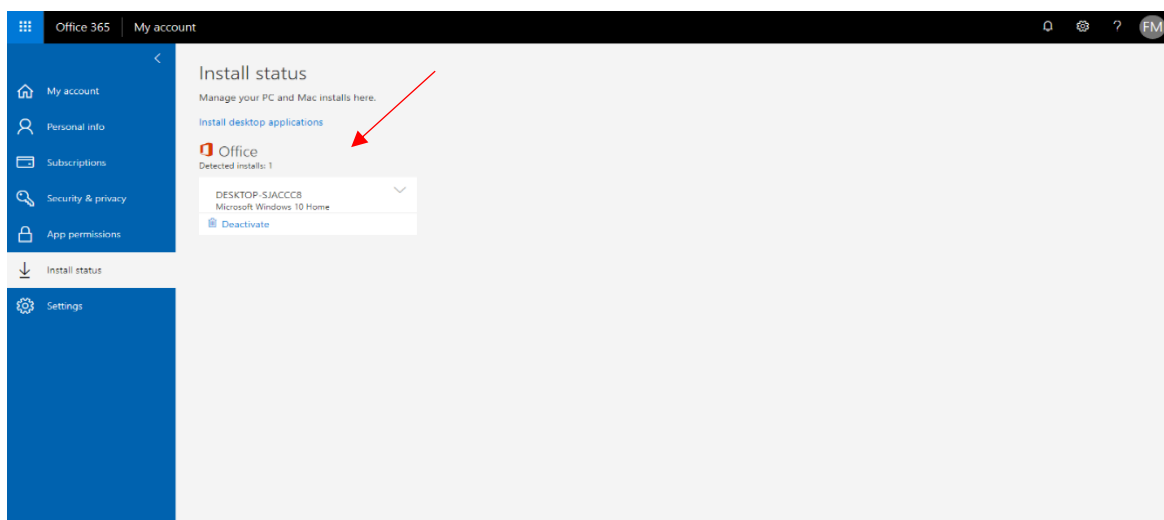 Office 365 My account
? FM
My account
Personal info
Subscriptions
Security & privacy
App permissions
Install status
Settings
Install status
Manage your PC and Mac installs here.
Install desktop applications
Office
Detected installs: 1
DESKTOP-SJACCC8
Microsoft Windows 10 Home
Deactivate